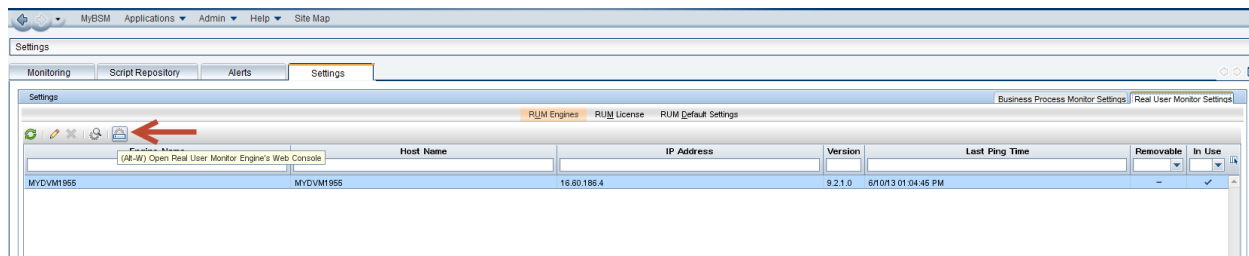 MyBSM Applications Admin Help Site Map
Settings
Monitoring Script Repository Alerts Settings
Settings Business Process Monitor Settings Real User Monitor Settings
RUM Engines RUM License RUM Default Settings
Engine Name Host Name IP Address Version Last Ping Time Removable In Use
(Alt-W) Open Real User Monitor Engine's Web Console
MYDVM1955 MYDVM1955 16.60.186.4 9.2.1.0 6/10/13 01:04:45 PM –